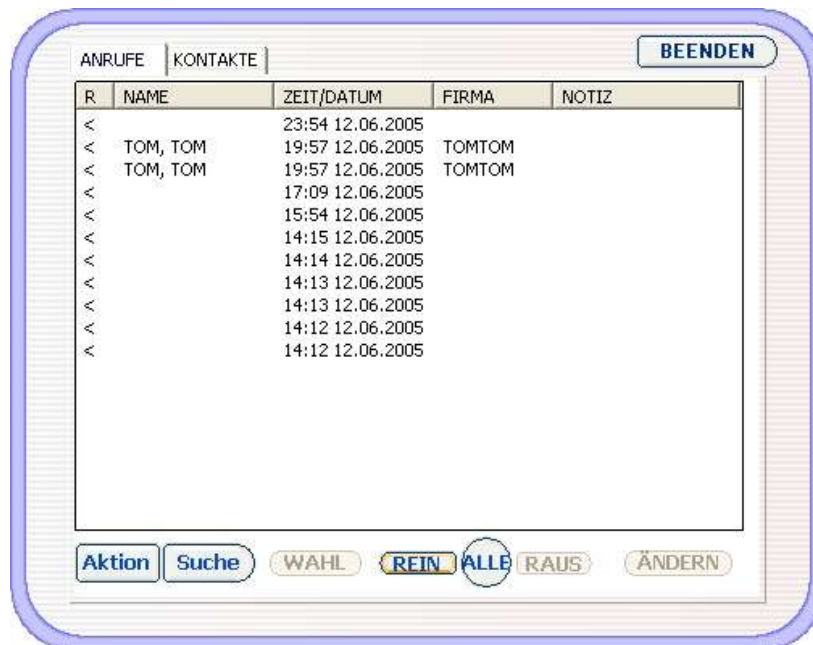 BEENDEN
ANRUFE KONTAKTE
R NAME ZEIT/DATUM FIRMA NOTIZ
< 23:54 12.06.2005
< TOM, TOM 19:57 12.06.2005 TOMTOM
< TOM, TOM 19:57 12.06.2005 TOMTOM
< 17:09 12.06.2005
< 15:54 12.06.2005
< 14:15 12.06.2005
< 14:14 12.06.2005
< 14:13 12.06.2005
< 14:13 12.06.2005
< 14:12 12.06.2005
< 14:12 12.06.2005
Aktion Suche WAHL REIN ALLE RAUS ÄNDERN